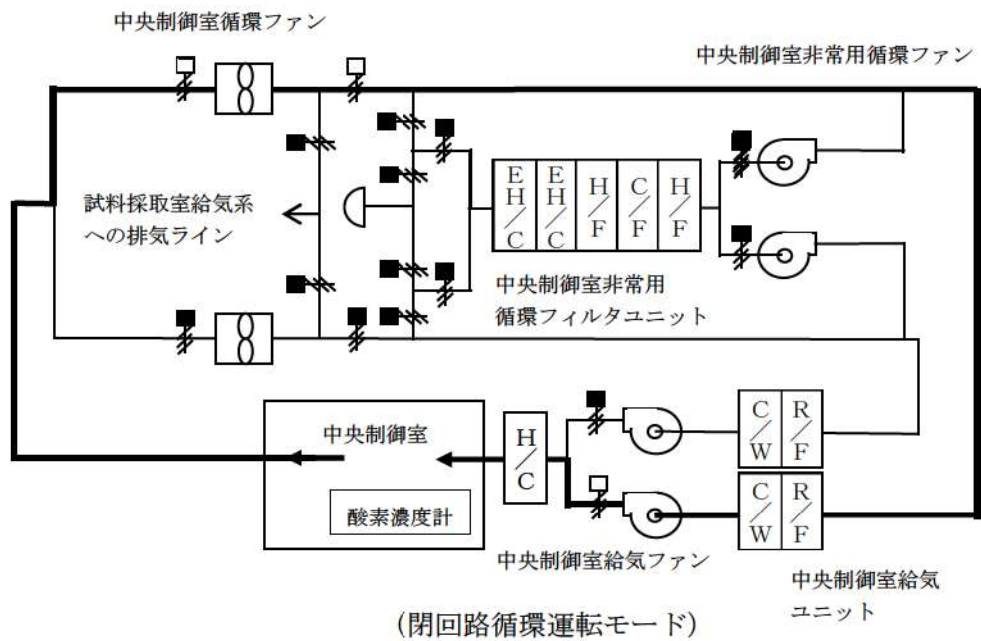 中央制御室循環ファン
中央制御室非常用循環ファン
試料採取室給気系
への排気ライン
EH/C
EH/C
H/F
C/F
H/F
中央制御室非常用
循環フィルタユニット
中央制御室
酸素濃度計
H/C
C/W
R/F
C/W
R/F
中央制御室給気ファン
中央制御室給気
ユニット
(閉回路循環運転モード)